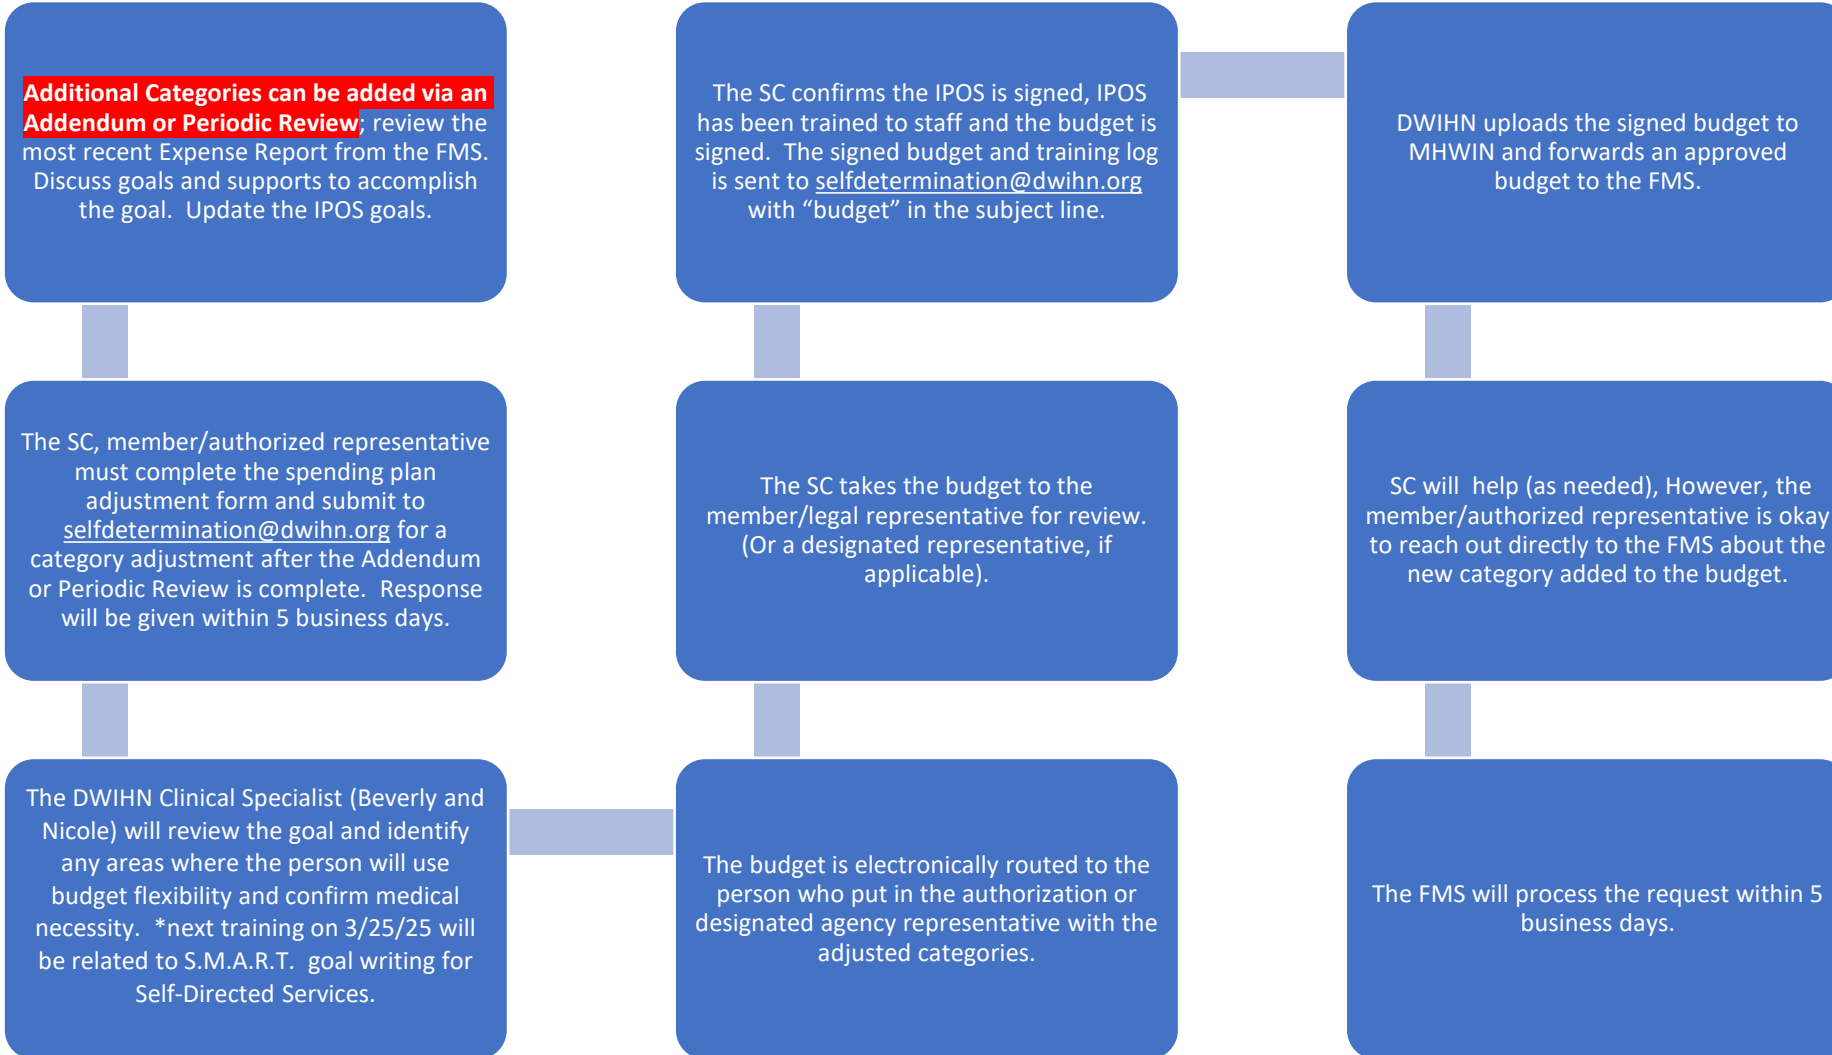 Additional Categories can be added via an
Addendum or Periodic Review; review the
most recent Expense Report from the FMS.
Discuss goals and supports to accomplish
the goal.  Update the IPOS goals.
The SC, member/authorized representative
must complete the spending plan
adjustment form and submit to
selfdetermination@dwihn.org for a
category adjustment after the Addendum
or Periodic Review is complete.  Response
will be given within 5 business days.
The DWIHN Clinical Specialist (Beverly and
Nicole) will review the goal and identify
any areas where the person will use
budget flexibility and confirm medical
necessity.  *next training on 3/25/25 will
be related to S.M.A.R.T.  goal writing for
Self-Directed Services.
The budget is electronically routed to the
person who put in the authorization or
designated agency representative with the
adjusted categories.
The SC takes the budget to the
member/legal representative for review.
(Or a designated representative, if
applicable).
The SC confirms the IPOS is signed, IPOS
has been trained to staff and the budget is
signed.  The signed budget and training log
is sent to selfdetermination@dwihn.org
with “budget” in the subject line.
DWIHN uploads the signed budget to
MHWIN and forwards an approved
budget to the FMS.
SC will  help (as needed), However, the
member/authorized representative is okay
to reach out directly to the FMS about the
new category added to the budget.
The FMS will process the request within 5
business days.